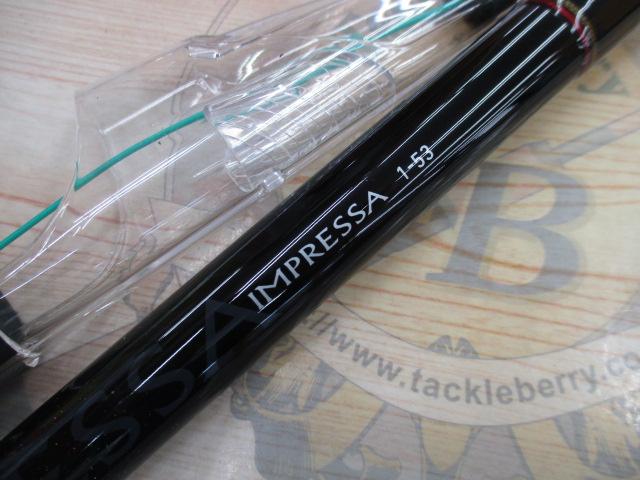 IMPRESSA 1-53
ESSA
B
//www.tackleberry.co